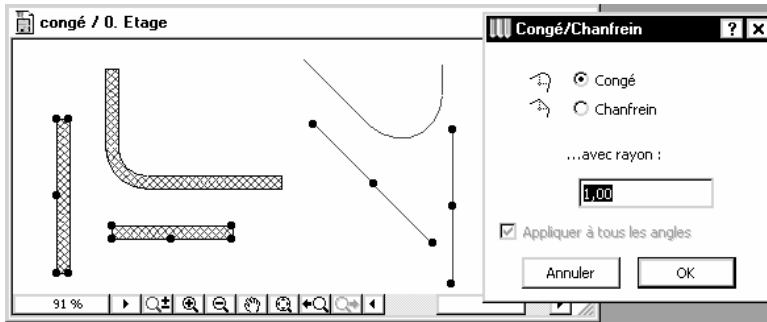 congé / 0. Etage
Congé/Chanfrein
Congé
Chanfrein
...avec rayon :
1,00
Appliquer à tous les angles
Annuler
OK
91 %